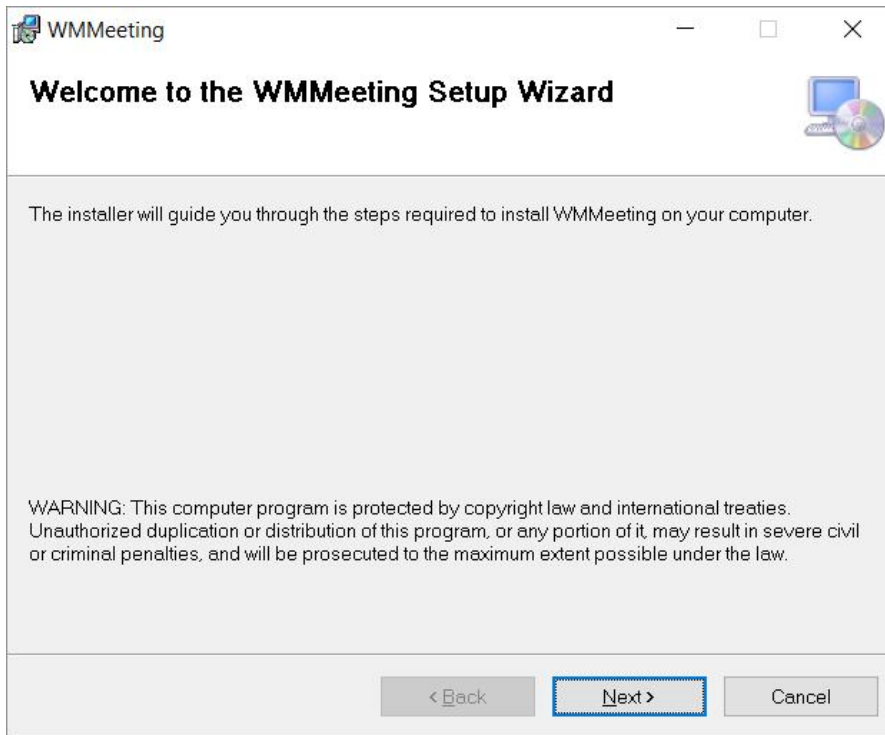 WMMeeting
Welcome to the WMMeeting Setup Wizard
The installer will guide you through the steps required to install WMMeeting on your computer.
WARNING: This computer program is protected by copyright law and international treaties.
Unauthorized duplication or distribution of this program, or any portion of it, may result in severe civil
or criminal penalties, and will be prosecuted to the maximum extent possible under the law.
< Back
Next >
Cancel